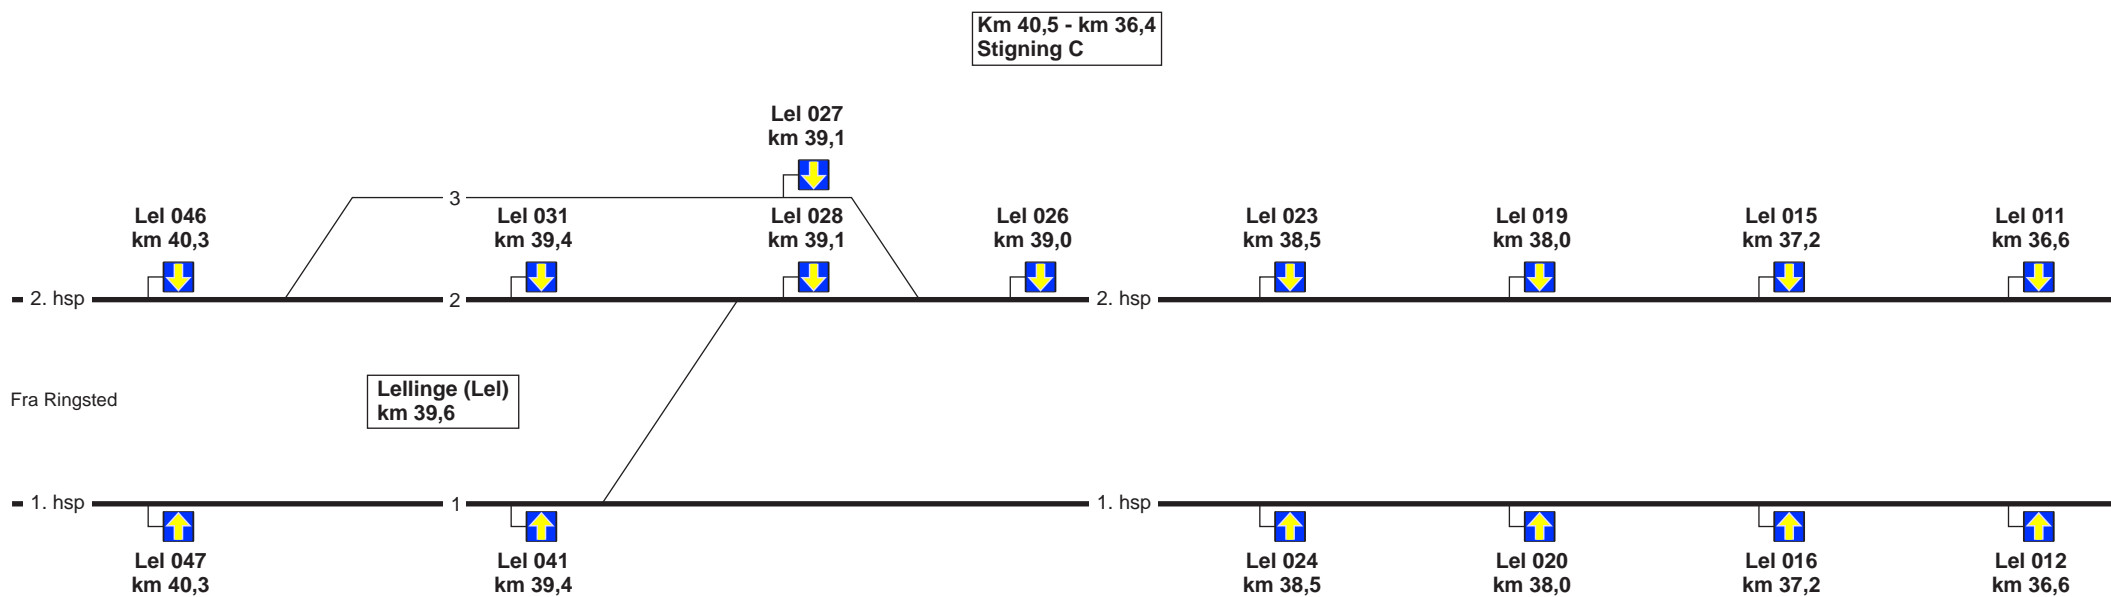 Km 40,5 - km 36,4
Stigning C
Lel 027
km 39,1
3
Lel 046
km 40,3
Lel 031
km 39,4
Lel 028
km 39,1
Lel 026
km 39,0
Lel 023
km 38,5
Lel 019
km 38,0
Lel 015
km 37,2
Lel 011
km 36,6
2. hsp
2
2. hsp
Fra Ringsted
Lellinge (Lel)
km 39,6
1. hsp
1
1. hsp
Lel 047
km 40,3
Lel 041
km 39,4
Lel 024
km 38,5
Lel 020
km 38,0
Lel 016
km 37,2
Lel 012
km 36,6